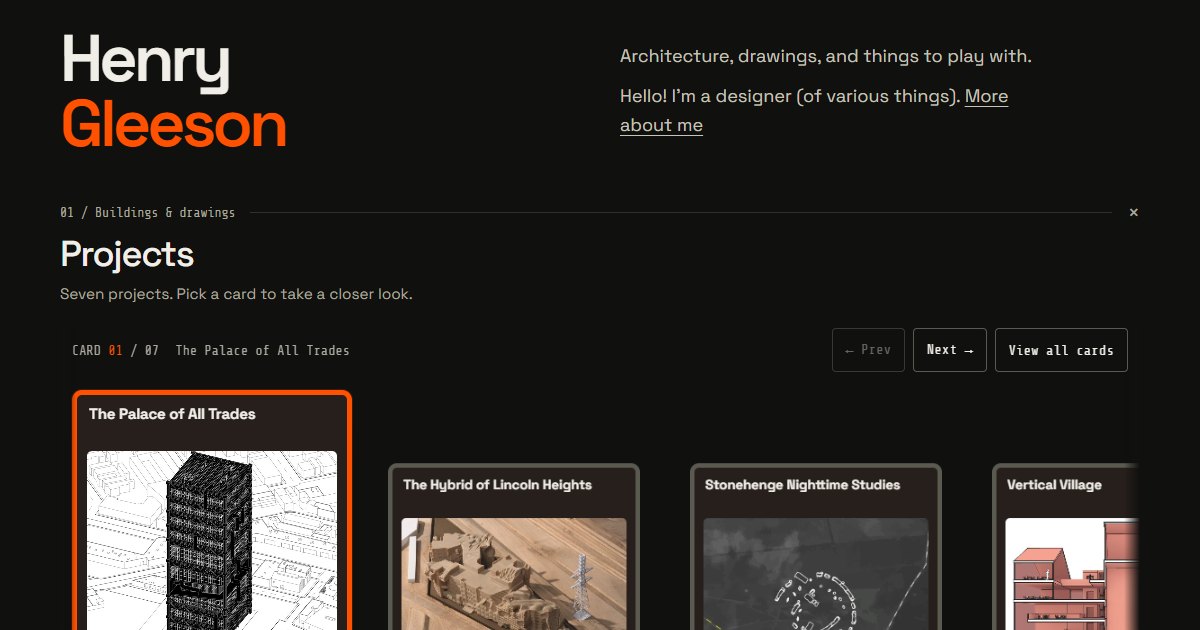 Henry
Gleeson
Architecture, drawings, and things to play with.
Hello! I'm a designer (of various things). More
about me
01 / Buildings & drawings
×
Projects
Seven projects. Pick a card to take a closer look.
CARD 01 / 07 The Palace of All Trades
← Prev
Next →
View all cards
The Palace of All Trades
The Hybrid of Lincoln Heights
Stonehenge Nighttime Studies
Vertical Village